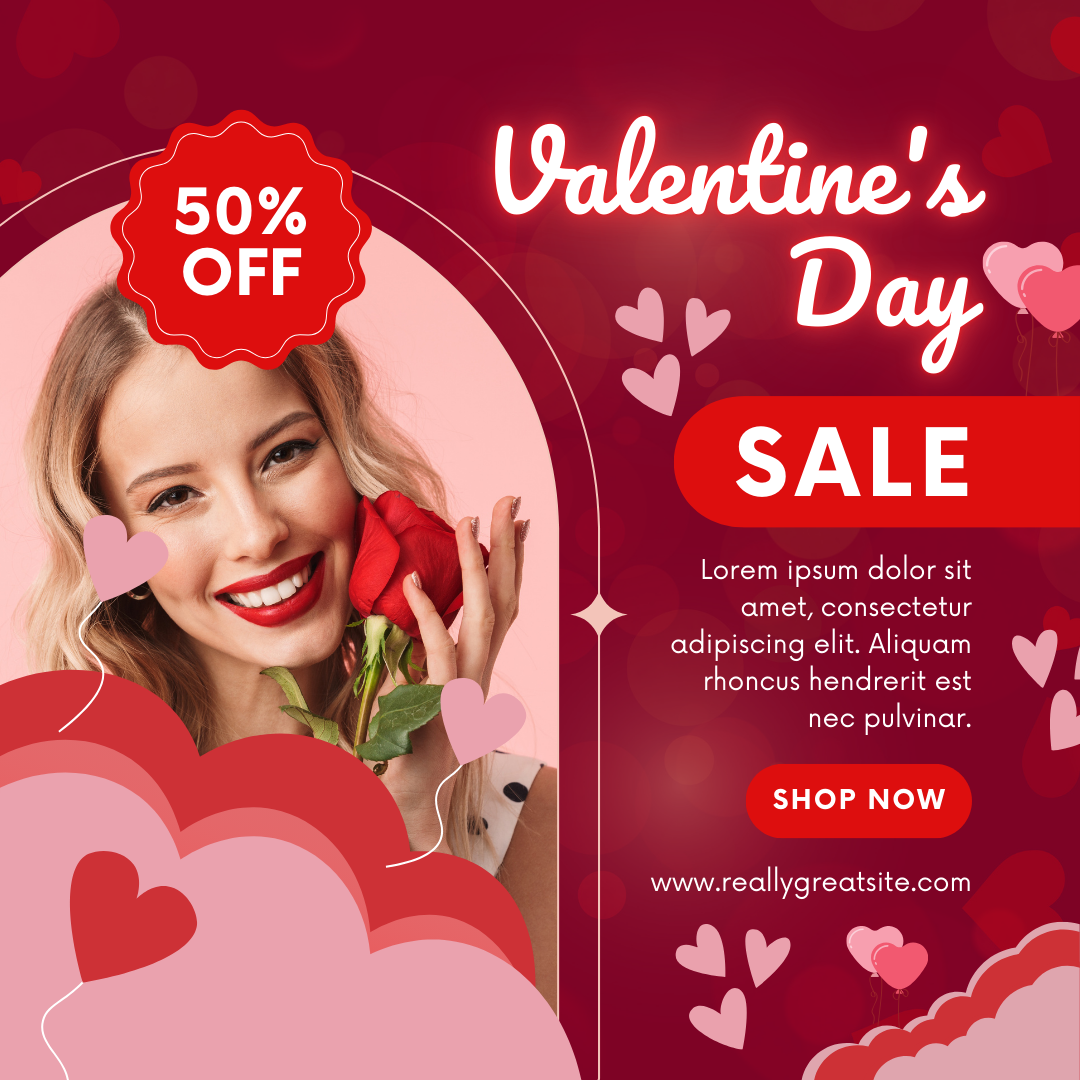 50%
OFF
Valentine's
Day
SALE
Lorem ipsum dolor sit
amet, consectetur
adipiscing elit. Aliquam
rhoncus hendrerit est
nec pulvinar.
SHOP NOW
www.reallygreatsite.com